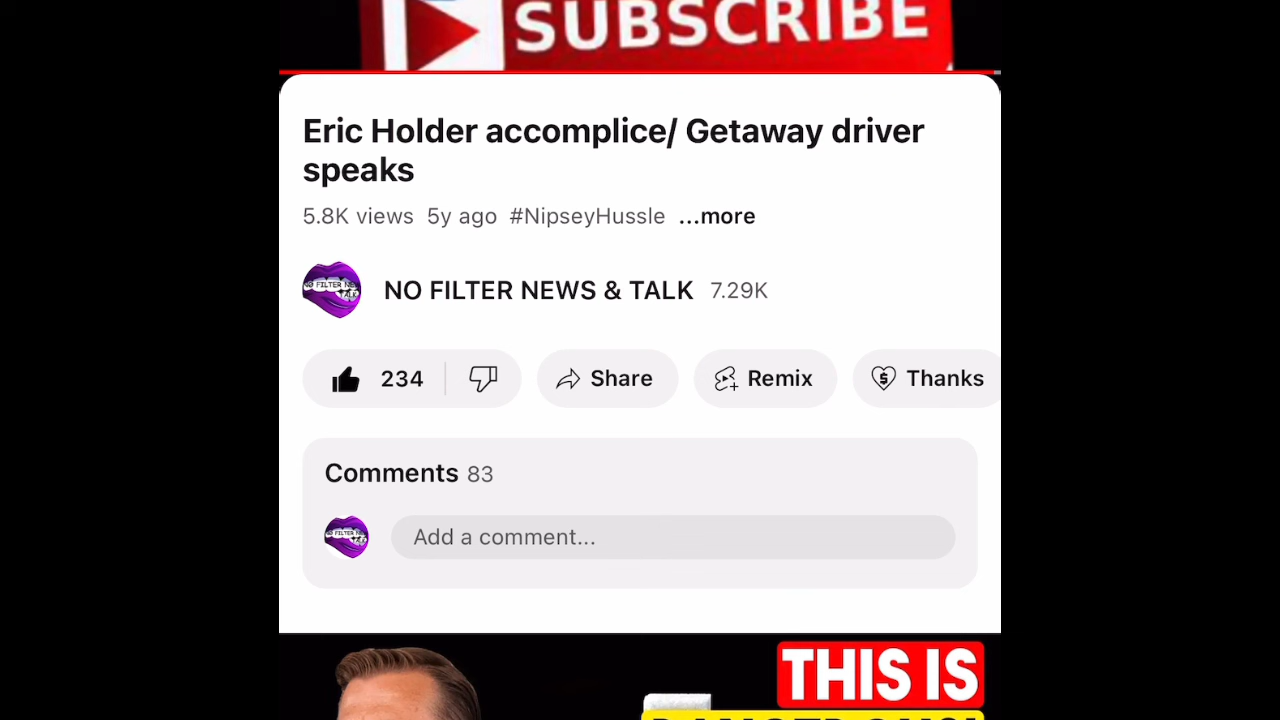 SUBSCRIBE
Eric Holder accomplice/ Getaway driver
speaks
5.8K views 5y ago #NipseyHussle ...more
NO FILTER NEWS & TALK 7.29K
234 Share Remix Thanks
Comments 83
Add a comment...
THIS IS